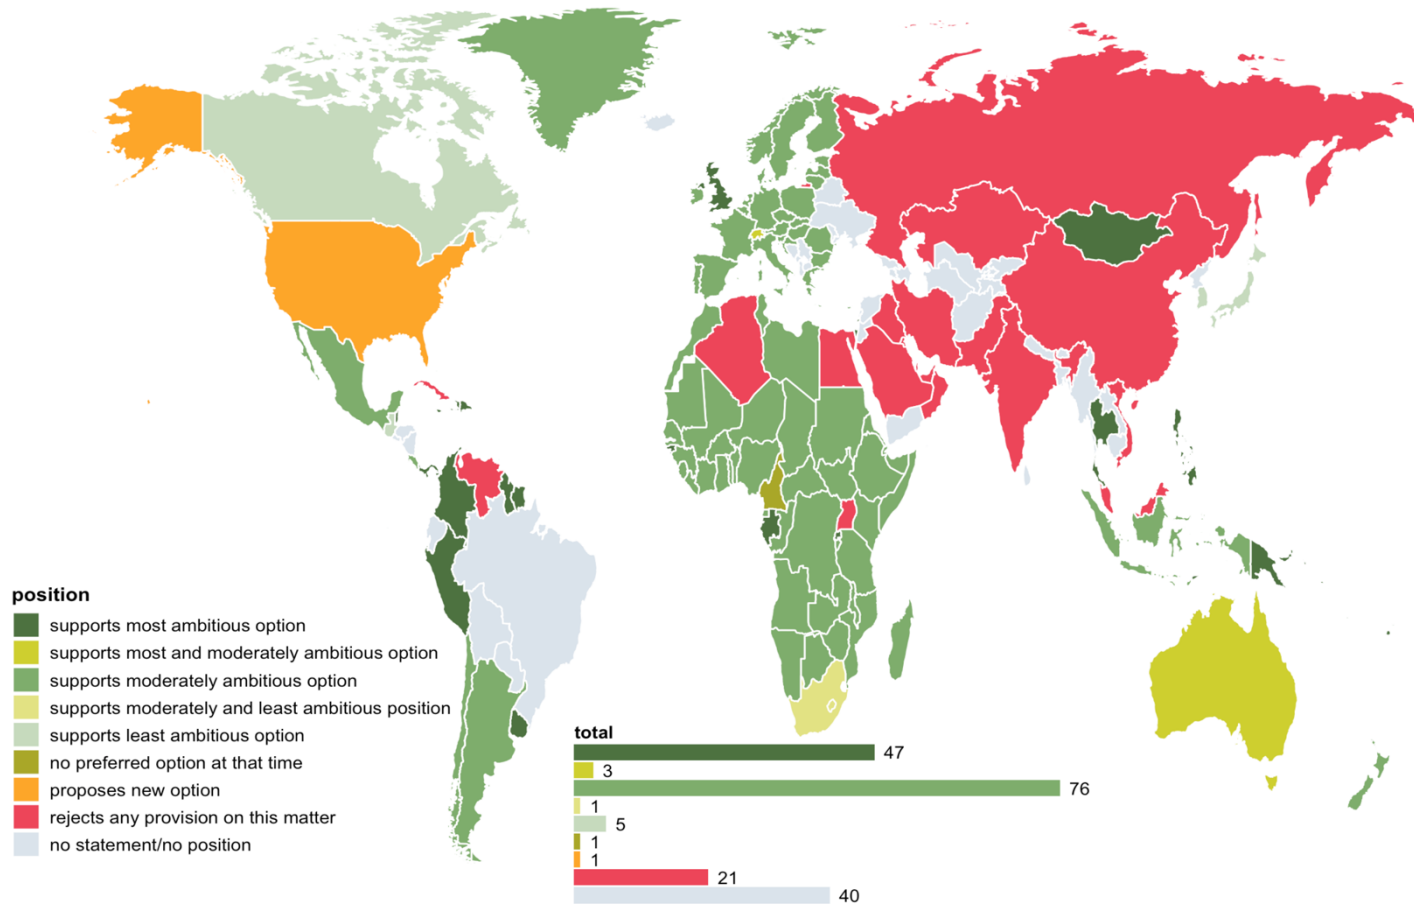 position
supports most ambitious option
supports most and moderately ambitious option
supports moderately ambitious option
supports moderately and least ambitious position
supports least ambitious option
no preferred option at that time
proposes new option
rejects any provision on this matter
no statement/no position
total
47
3
76
1
5
1
1
21
40